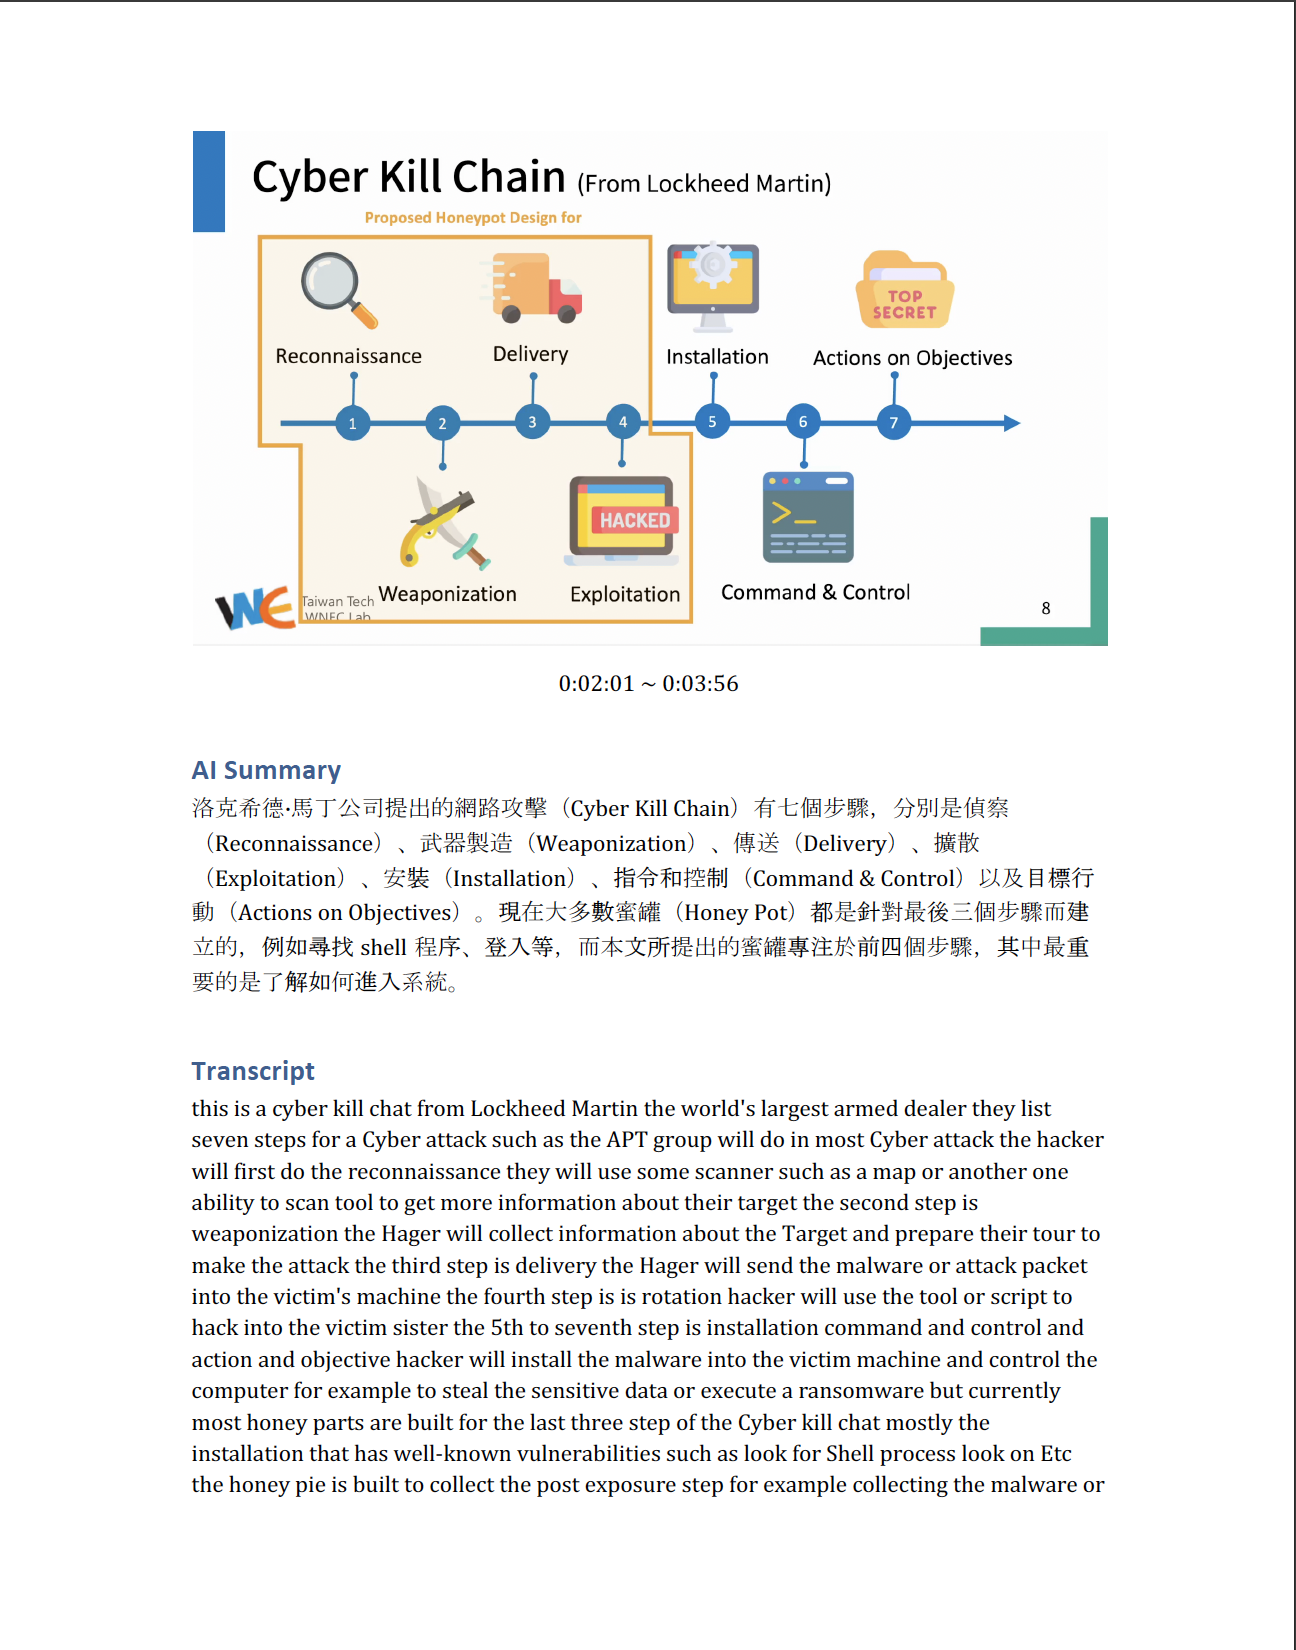 Cyber Kill Chain (From Lockheed Martin)
Proposed Honeypot Design for
TOP
SECRET
Reconnaissance
Delivery
Installation
Actions on Objectives
1
2
3
4
5
6
7
HACKED
>_
Weaponization
Exploitation
Command & Control
WE
Taiwan Tech
WNEC Lab
8
0:02:01 ~ 0:03:56
AI Summary
洛克希德·馬丁公司提出的網路攻擊（Cyber Kill Chain）有七個步驟，分別是偵察
（Reconnaissance）、武器製造（Weaponization）、傳送（Delivery）、擴散
（Exploitation）、安裝（Installation）、指令和控制（Command & Control）以及目標行
動（Actions on Objectives）。現在大多數蜜罐（Honey Pot）都是針對最後三個步驟而建
立的，例如尋找 shell 程序、登入等，而本文所提出的蜜罐專注於前四個步驟，其中最重
要的是了解如何進入系統。
Transcript
this is a cyber kill chat from Lockheed Martin the world's largest armed dealer they list
seven steps for a Cyber attack such as the APT group will do in most Cyber attack the hacker
will first do the reconnaissance they will use some scanner such as a map or another one
ability to scan tool to get more information about their target the second step is
weaponization the Hager will collect information about the Target and prepare their tour to
make the attack the third step is delivery the Hager will send the malware or attack packet
into the victim's machine the fourth step is is rotation hacker will use the tool or script to
hack into the victim sister the 5th to seventh step is installation command and control and
action and objective hacker will install the malware into the victim machine and control the
computer for example to steal the sensitive data or execute a ransomware but currently
most honey parts are built for the last three step of the Cyber kill chat mostly the
installation that has well-known vulnerabilities such as look for Shell process look on Etc
the honey pie is built to collect the post exposure step for example collecting the malware or